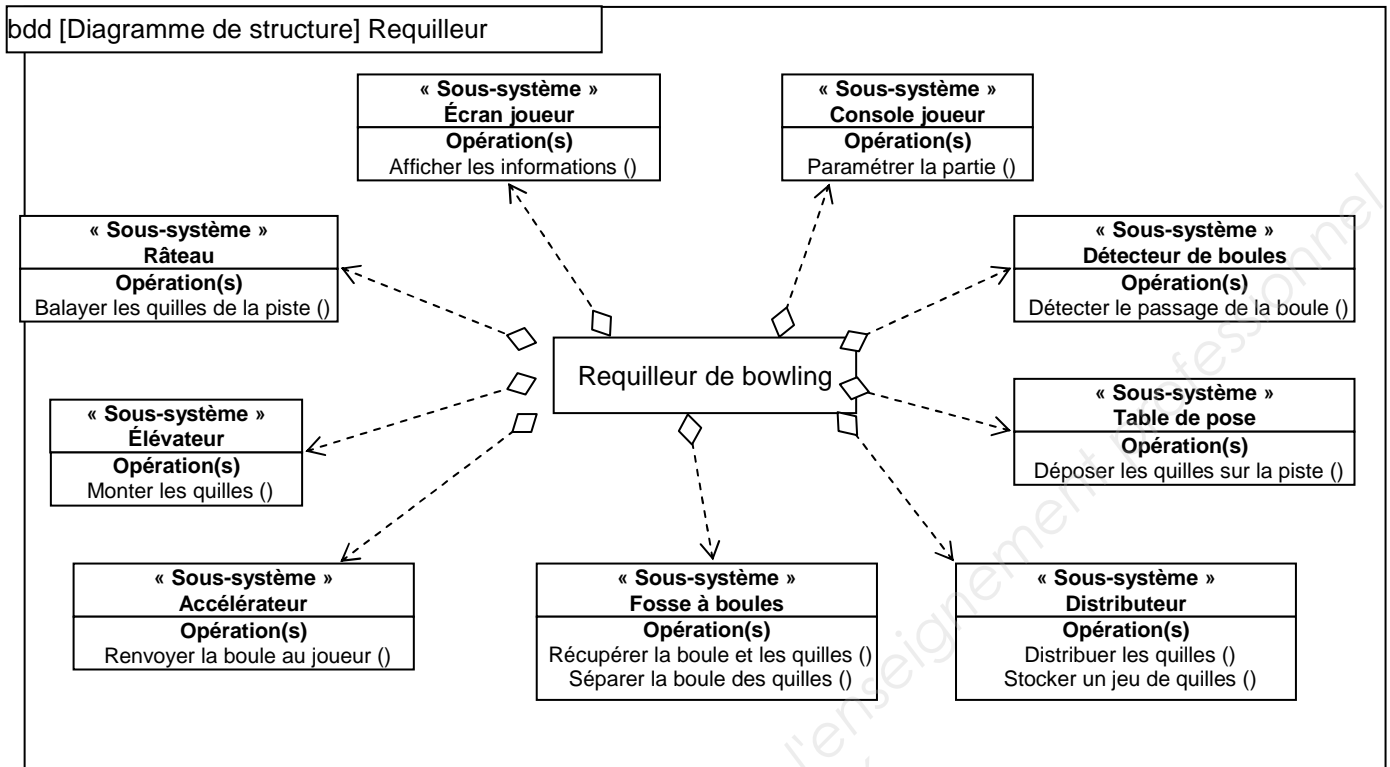 bdd [Diagramme de structure] Requilleur
« Sous-système »
Écran joueur
Opération(s)
Afficher les informations ()
« Sous-système »
Console joueur
Opération(s)
Paramétrer la partie ()
« Sous-système »
Râteau
Opération(s)
Balayer les quilles de la piste ()
« Sous-système »
Détecteur de boules
Opération(s)
Détecter le passage de la boule ()
Requilleur de bowling
« Sous-système »
Élévateur
Opération(s)
Monter les quilles ()
« Sous-système »
Table de pose
Opération(s)
Déposer les quilles sur la piste ()
« Sous-système »
Accélérateur
Opération(s)
Renvoyer la boule au joueur ()
« Sous-système »
Fosse à boules
Opération(s)
Récupérer la boule et les quilles ()
Séparer la boule des quilles ()
« Sous-système »
Distributeur
Opération(s)
Distribuer les quilles ()
Stocker un jeu de quilles ()
l'enseignement professionnel